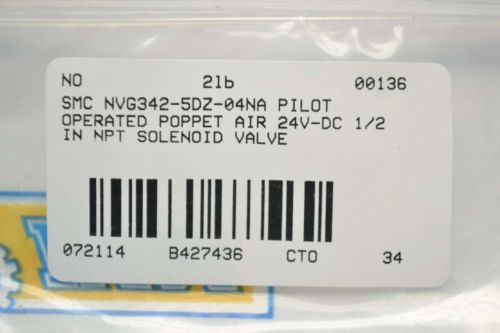 NO 2lb 00136
SMC NVG342-5DZ-04NA PILOT
OPERATED POPPET AIR 24V-DC 1/2
IN NPT SOLENOID VALVE
072114 B427436 CTO 34